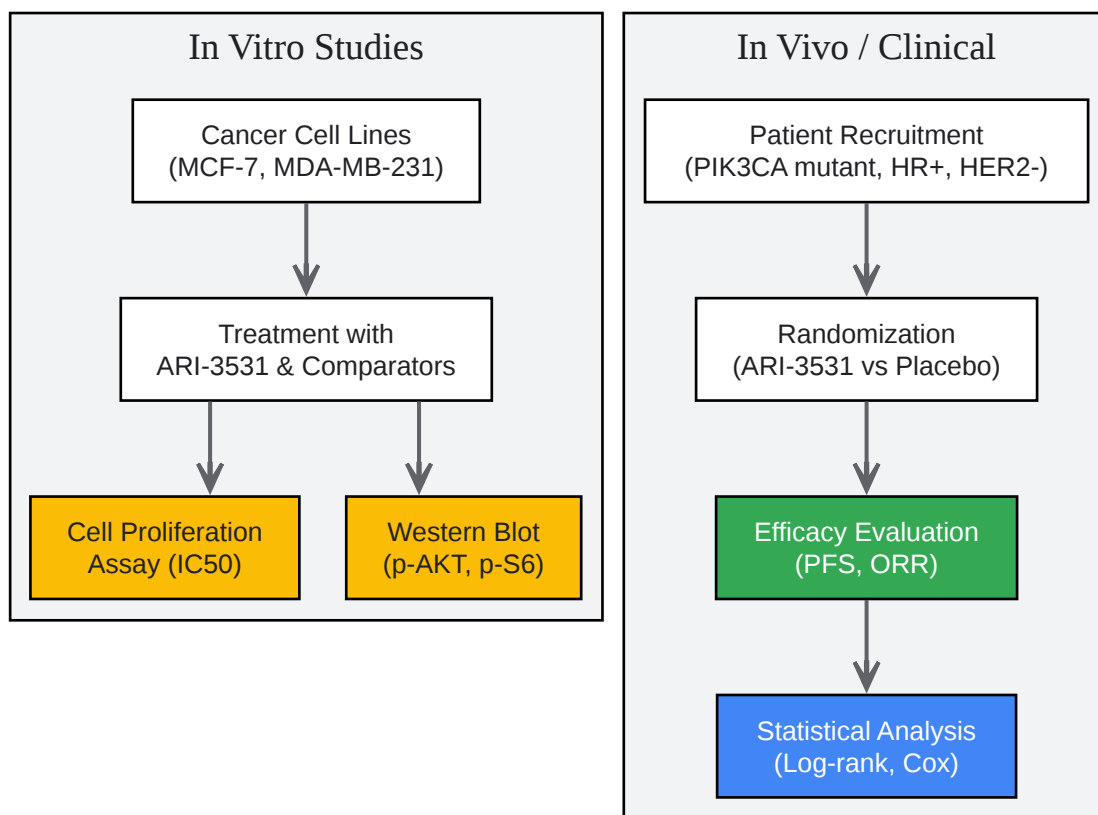 In Vitro Studies
Cancer Cell Lines
(MCF-7, MDA-MB-231)
Treatment with
ARI-3531 & Comparators
Cell Proliferation
Assay (IC50)
Western Blot
(p-AKT, p-S6)
In Vivo / Clinical
Patient Recruitment
(PIK3CA mutant, HR+, HER2-)
Randomization
(ARI-3531 vs Placebo)
Efficacy Evaluation
(PFS, ORR)
Statistical Analysis
(Log-rank, Cox)